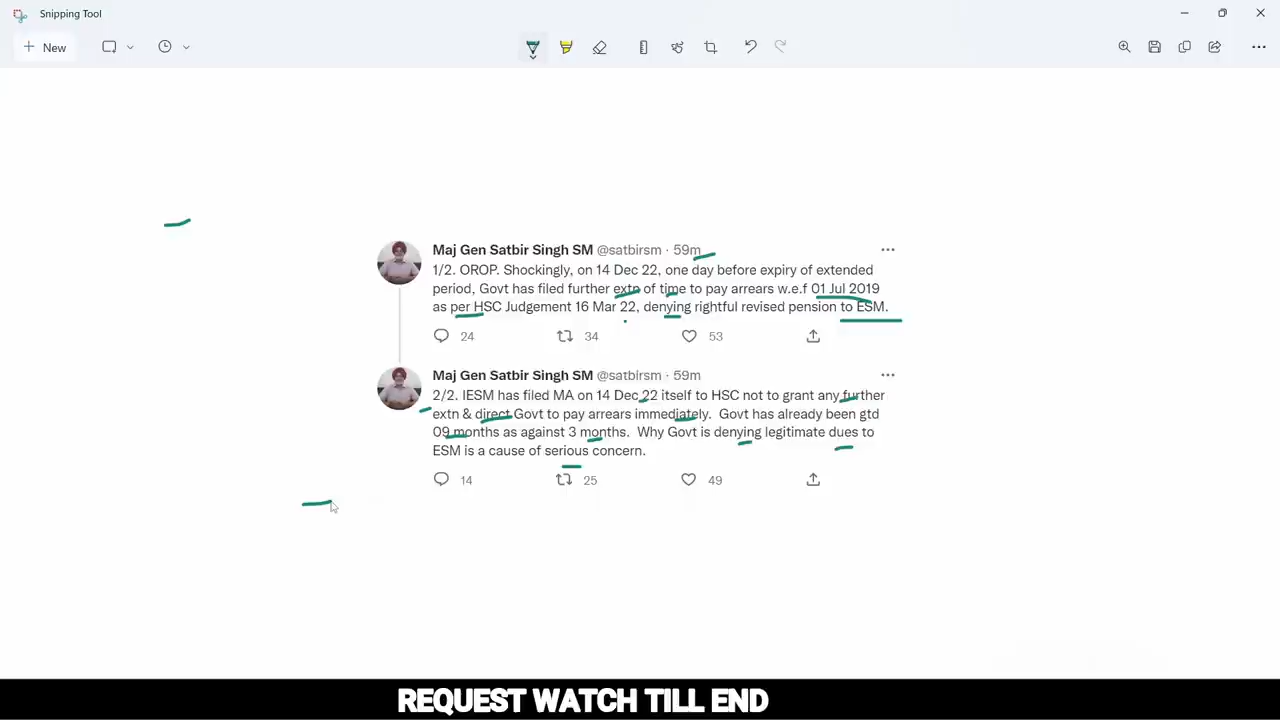 Snipping Tool
New
Maj Gen Satbir Singh SM @satbirsm · 59m
1/2. OROP. Shockingly, on 14 Dec 22, one day before expiry of extended
period, Govt has filed further extn of time to pay arrears w.e.f 01 Jul 2019
as per HSC Judgement 16 Mar 22, denying rightful revised pension to ESM.
24 34 53
Maj Gen Satbir Singh SM @satbirsm · 59m
2/2. IESM has filed MA on 14 Dec 22 itself to HSC not to grant any further
extn & direct Govt to pay arrears immediately. Govt has already been gtd
09 months as against 3 months. Why Govt is denying legitimate dues to
ESM is a cause of serious concern.
14 25 49
REQUEST WATCH TILL END